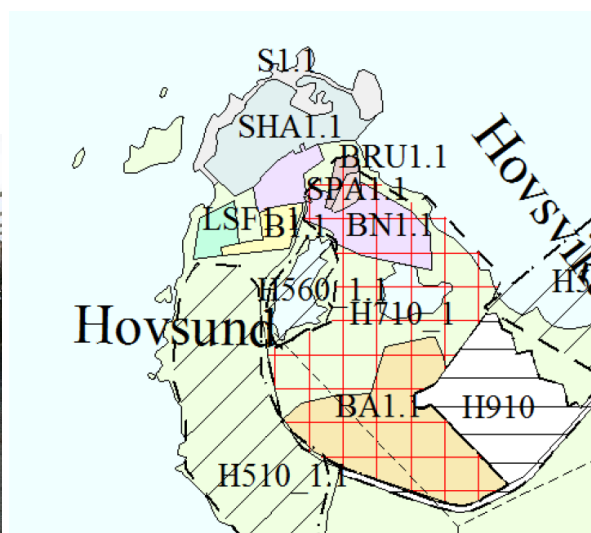 S1.1
SHA1.1
BRU1.1
SPA1.1
LSF
B1.1
BN1.1
Hovsvik
H560_1.1
H710_1
Hovsund
BA1.1
H910
H510_1.1